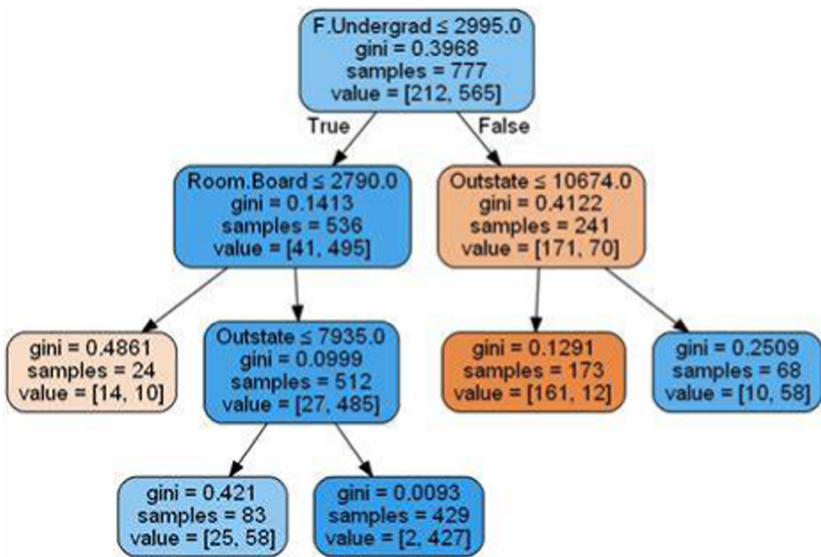 F.Undergrad ≤ 2995.0
gini = 0.3968
samples = 777
value = [212, 565]
True
False
Room.Board ≤ 2790.0
gini = 0.1413
samples = 536
value = [41, 495]
Outstate ≤ 10674.0
gini = 0.4122
samples = 241
value = [171, 70]
gini = 0.4861
samples = 24
value = [14, 10]
Outstate ≤ 7935.0
gini = 0.0999
samples = 512
value = [27, 485]
gini = 0.1291
samples = 173
value = [161, 12]
gini = 0.2509
samples = 68
value = [10, 58]
gini = 0.421
samples = 83
value = [25, 58]
gini = 0.0093
samples = 429
value = [2, 427]